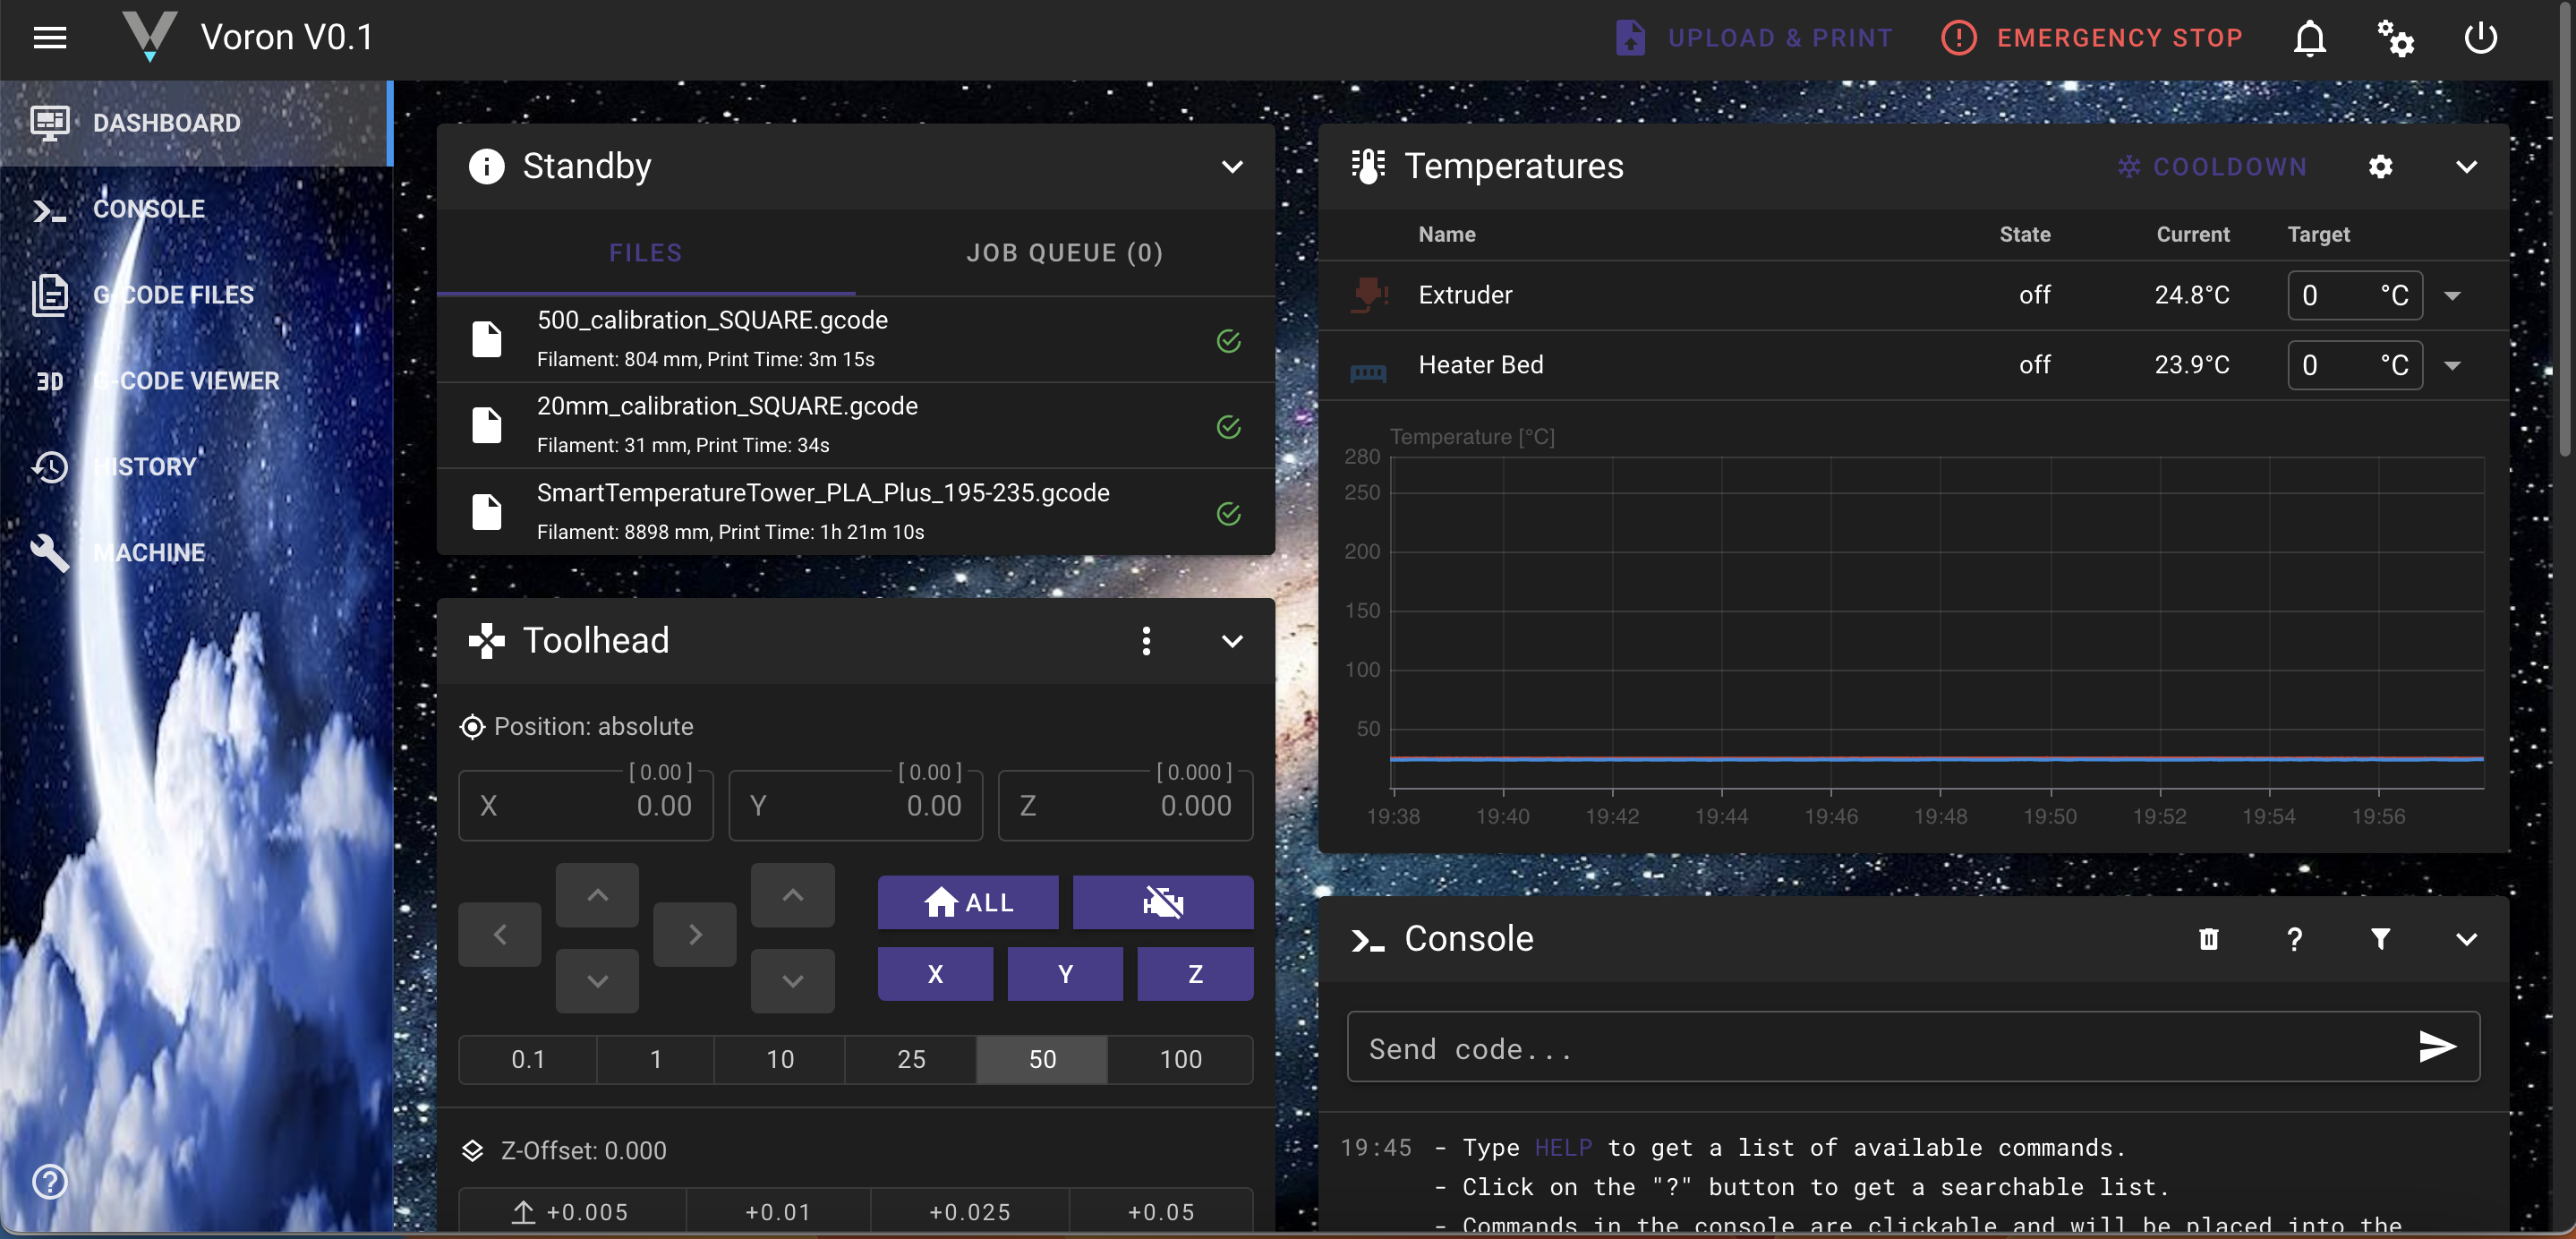 Voron V0.1
UPLOAD & PRINT
EMERGENCY STOP
DASHBOARD
CONSOLE
G-CODE FILES
3D G-CODE VIEWER
HISTORY
MACHINE
Standby
FILES
JOB QUEUE (0)
500_calibration_SQUARE.gcode
Filament: 804 mm, Print Time: 3m 15s
20mm_calibration_SQUARE.gcode
Filament: 31 mm, Print Time: 34s
SmartTemperatureTower_PLA_Plus_195-235.gcode
Filament: 8898 mm, Print Time: 1h 21m 10s
Toolhead
Position: absolute
[ 0.00 ] [ 0.00 ] [ 0.000 ]
X 0.00 Y 0.00 Z 0.000
ALL
X Y Z
0.1 1 10 25 50 100
Z-Offset: 0.000
+0.005 +0.01 +0.025 +0.05
Temperatures
COOLDOWN
Name State Current Target
Extruder off 24.8°C 0 °C
Heater Bed off 23.9°C 0 °C
Temperature [°C]
280
250
200
150
100
50
19:38 19:40 19:42 19:44 19:46 19:48 19:50 19:52 19:54 19:56
Console
?
Send code...
19:45 - Type HELP to get a list of available commands.
- Click on the "?" button to get a searchable list.
- Commands in the console are clickable and will be placed into the